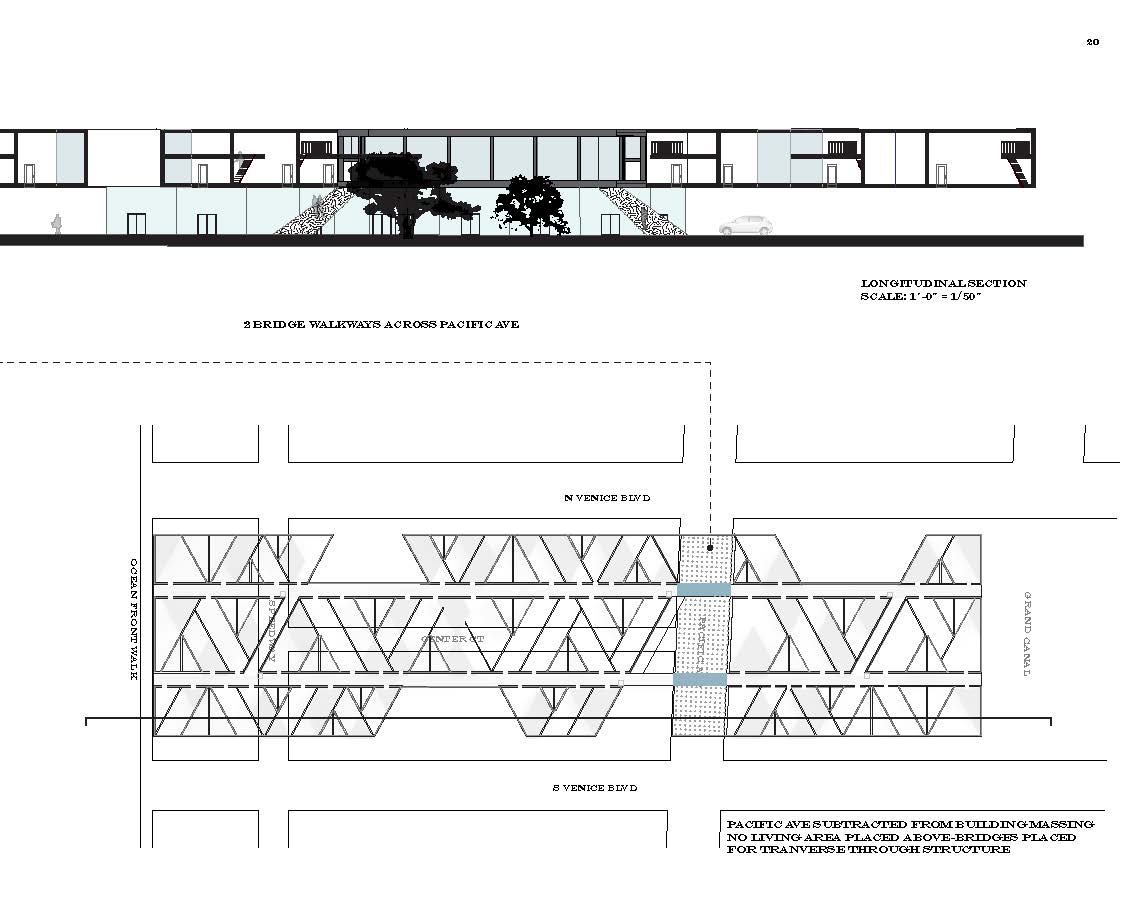 20
LONGITUDINAL SECTION
SCALE: 1'-0" = 1/50"
2 BRIDGE WALKWAYS ACROSS PACIFIC AVE
N VENICE BLVD
OCEAN FRONT WALK
SPEEDWAY
CENTER CT
GRAND CANAL
S VENICE BLVD
PACIFIC AVE SUBTRACTED FROM BUILDING MASSING
NO LIVING AREA PLACED ABOVE-BRIDGES PLACED
FOR TRANVERSE THROUGH STRUCTURE